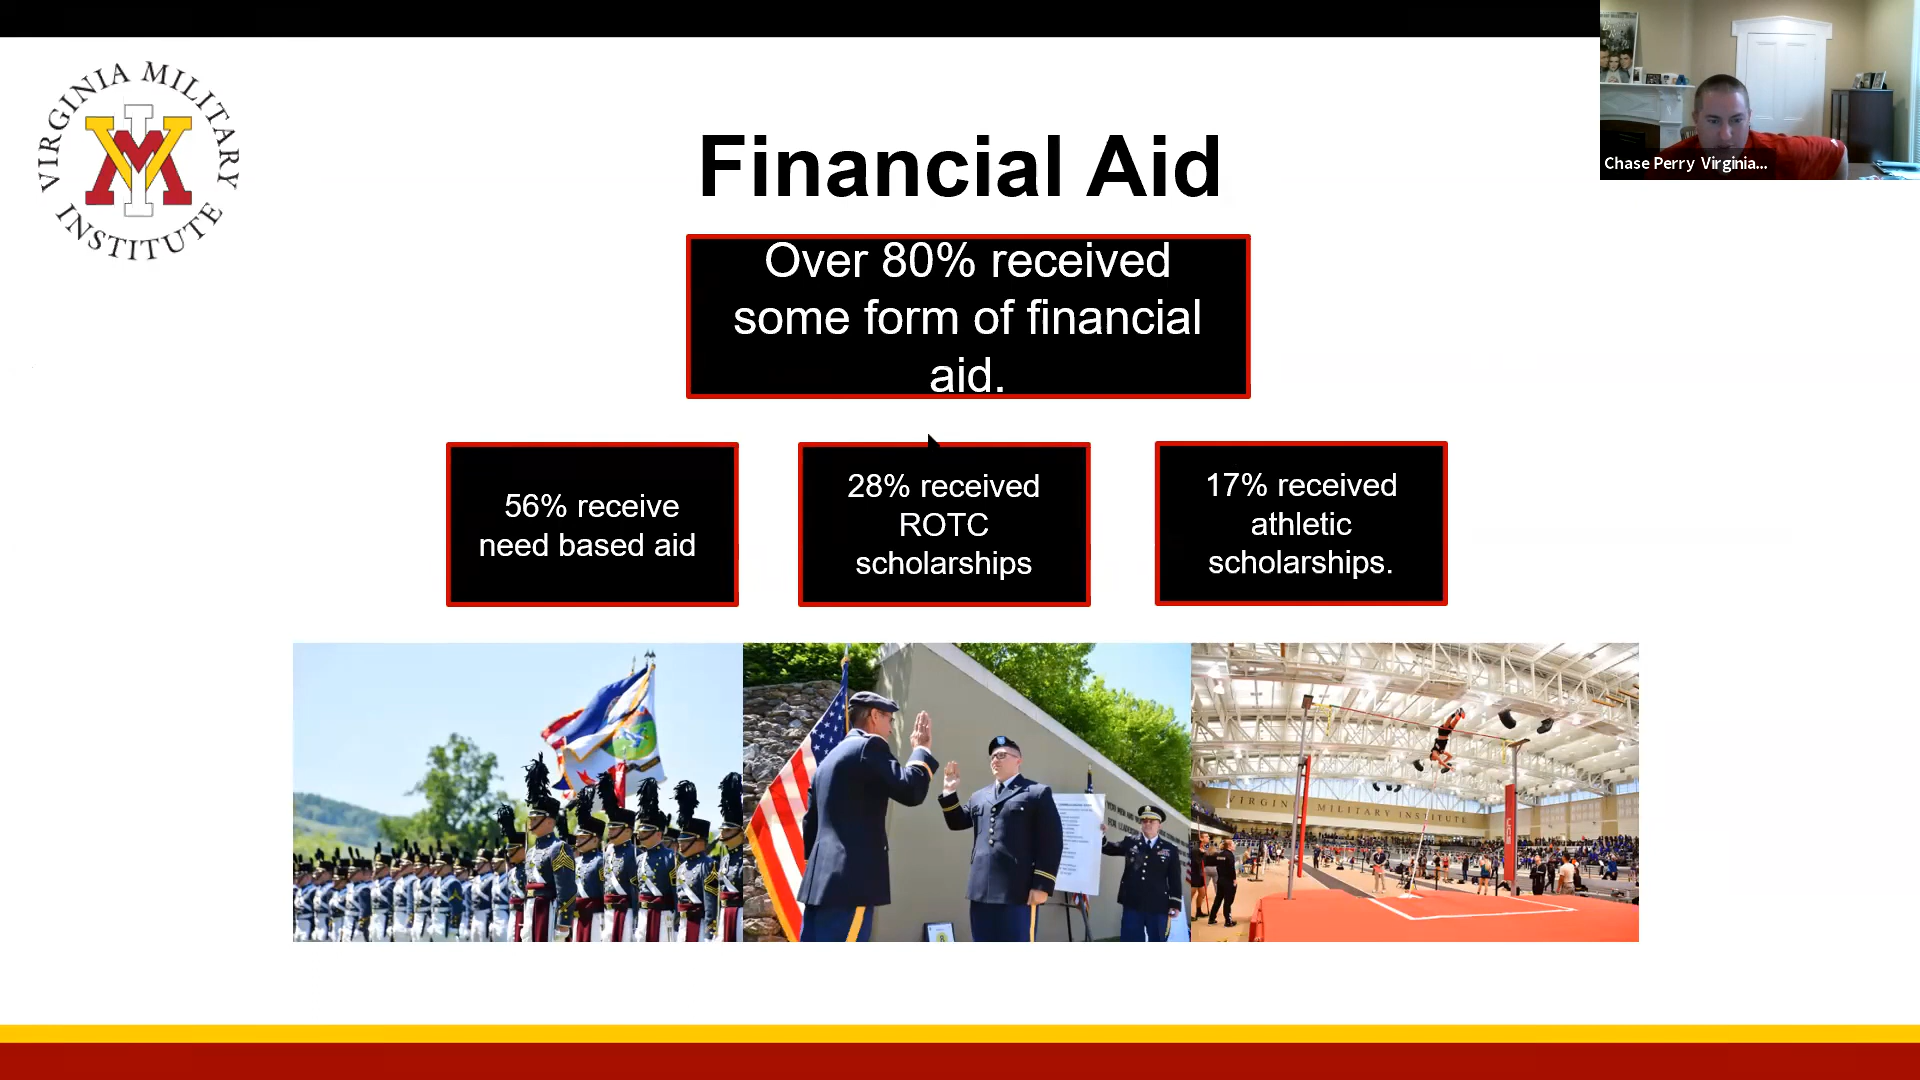 VIRGINIA MILITARY
INSTITUTE
VMI
Financial Aid
Chase Perry Virginia...
Over 80% received
some form of financial
aid.
56% receive
need based aid
28% received
ROTC
scholarships
17% received
athletic
scholarships.
VIRGINIA MILITARY INSTITUTE